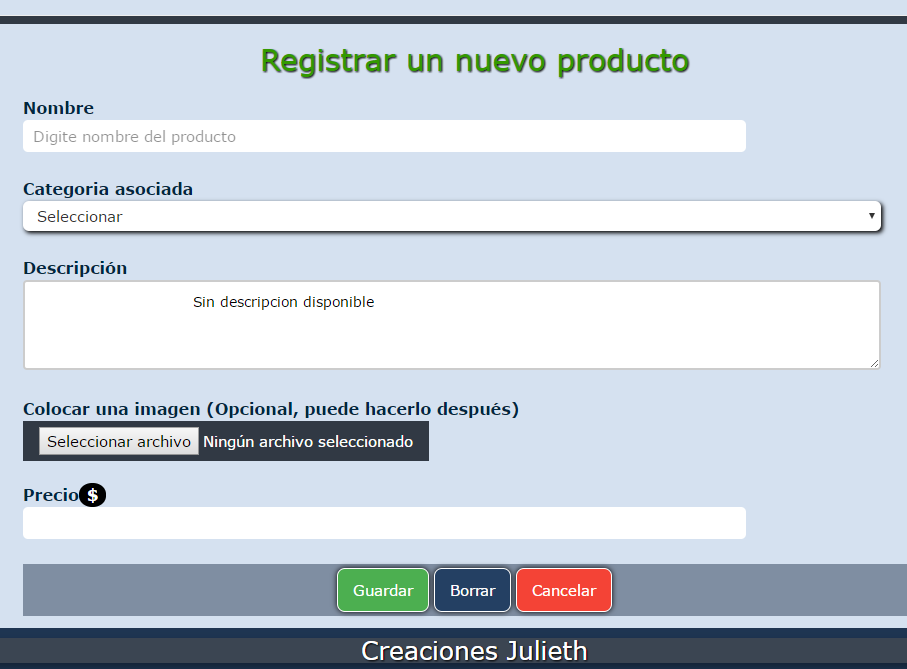 Registrar un nuevo producto
Nombre
Digite nombre del producto
Categoria asociada
Seleccionar
Descripción
Sin descripcion disponible
Colocar una imagen (Opcional, puede hacerlo después)
Seleccionar archivo Ningún archivo seleccionado
Precio $
Guardar Borrar Cancelar
Creaciones Julieth